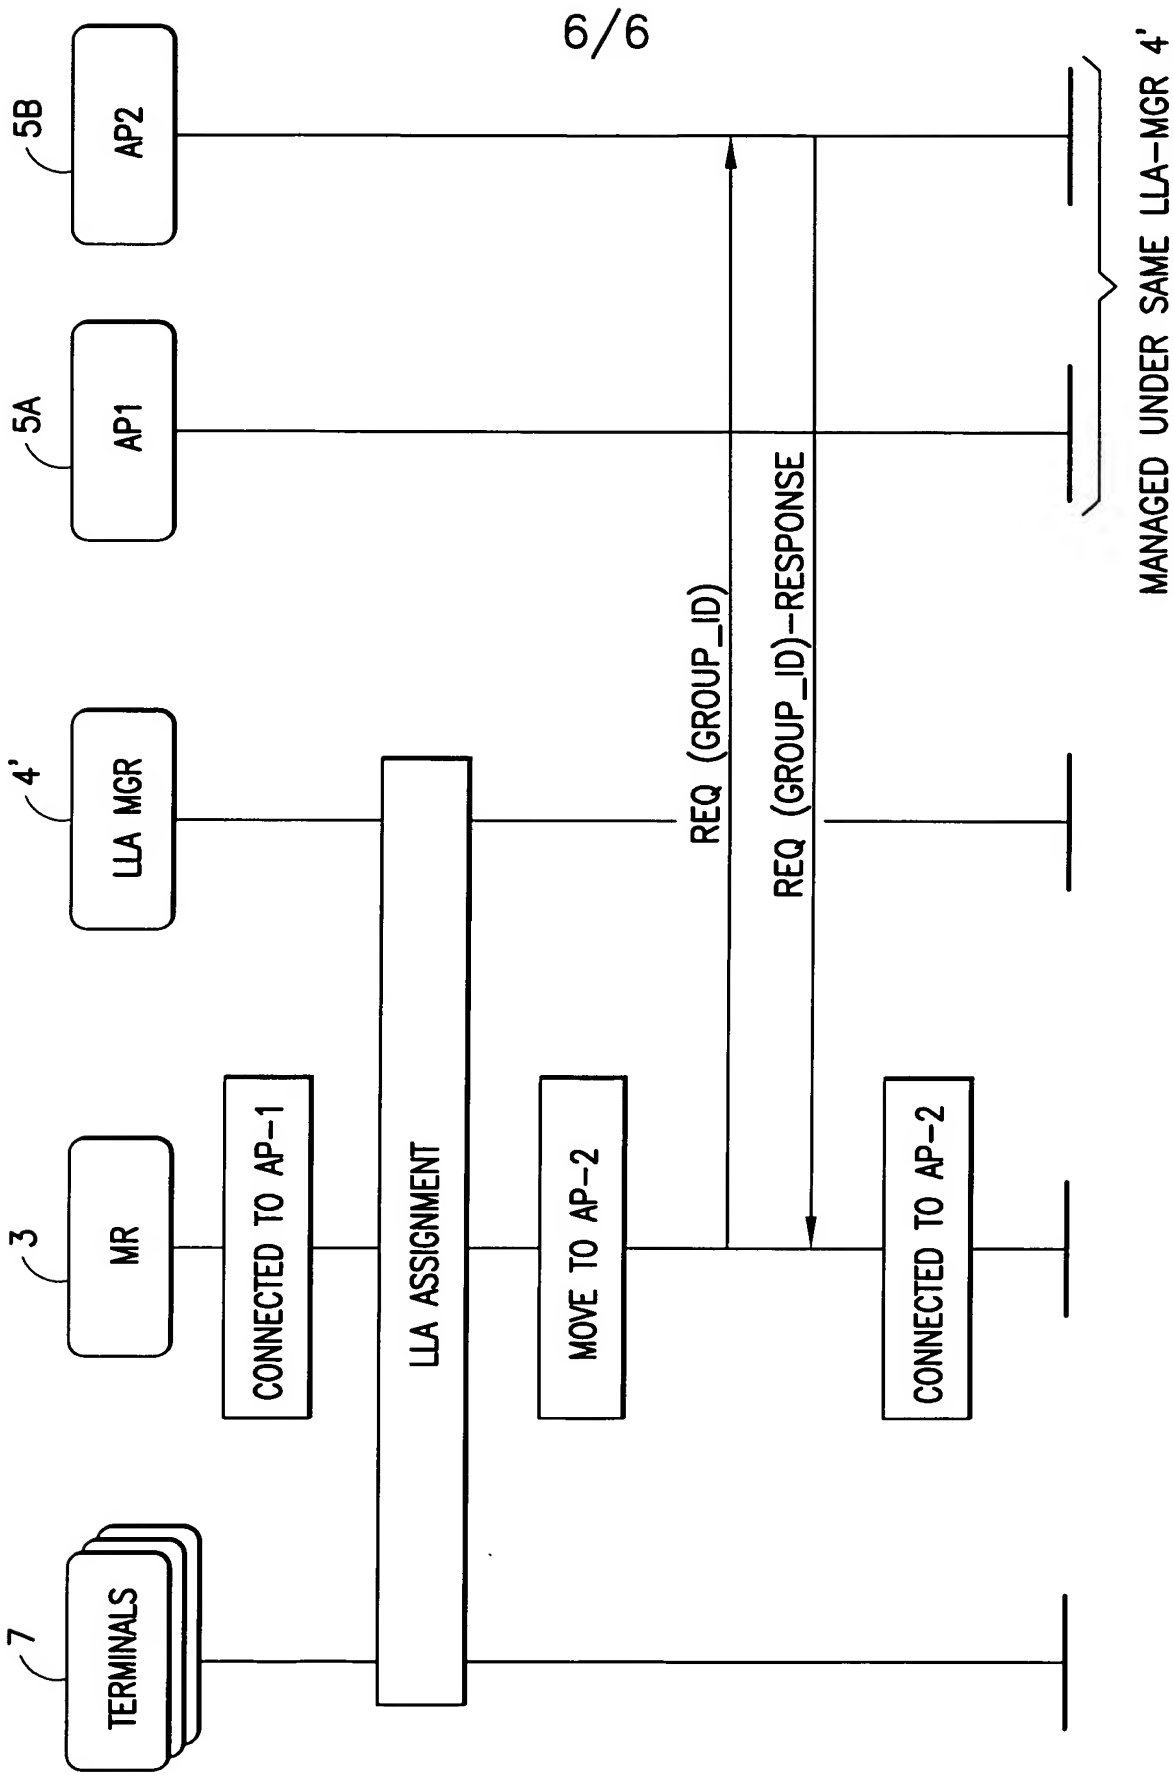 6/6
7
TERMINALS
3
MR
4'
LLA MGR
5A
AP1
5B
AP2
CONNECTED TO AP-1
LLA ASSIGNMENT
MOVE TO AP-2
REQ (GROUP_ID)
REQ (GROUP_ID)-RESPONSE
CONNECTED TO AP-2
MANAGED UNDER SAME LLA-MGR 4'